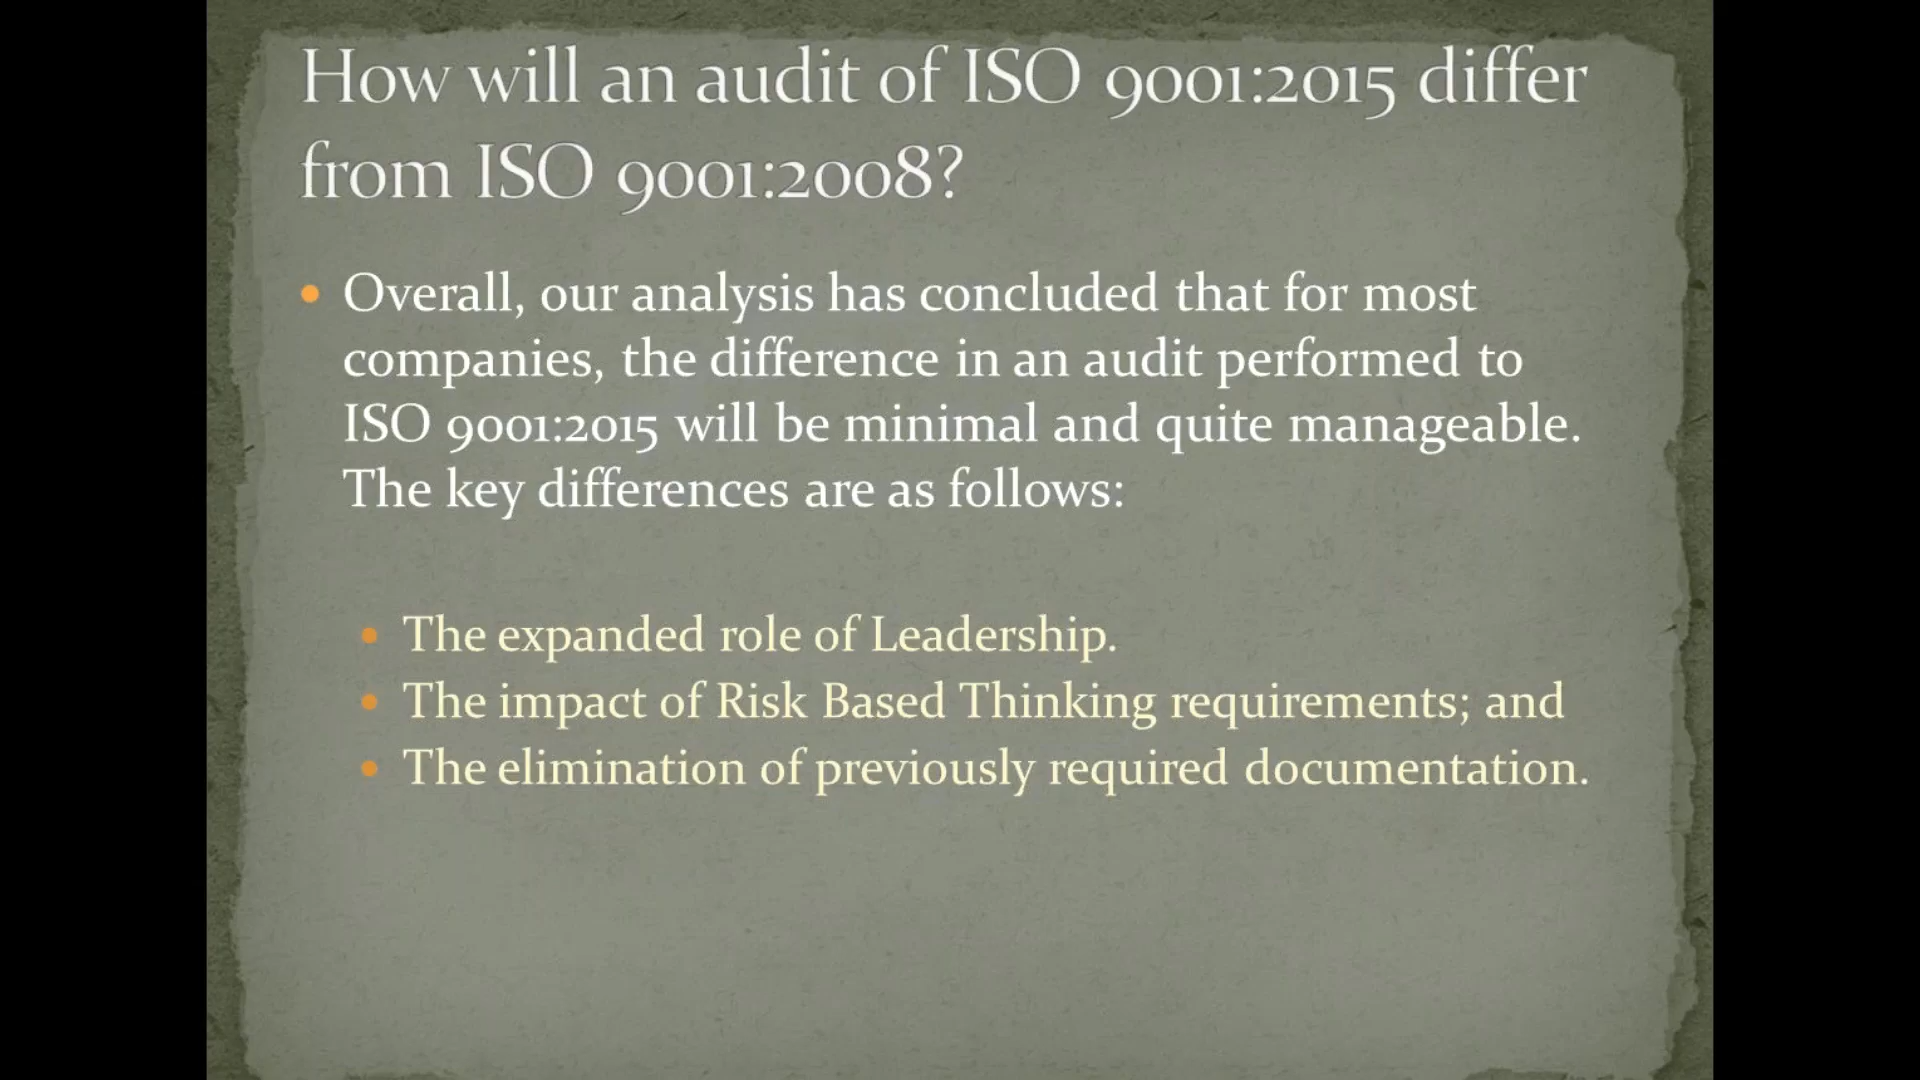 How will an audit of ISO 9001:2015 differ
from ISO 9001:2008?
• Overall, our analysis has concluded that for most
companies, the difference in an audit performed to
ISO 9001:2015 will be minimal and quite manageable.
The key differences are as follows:
• The expanded role of Leadership.
• The impact of Risk Based Thinking requirements; and
• The elimination of previously required documentation.